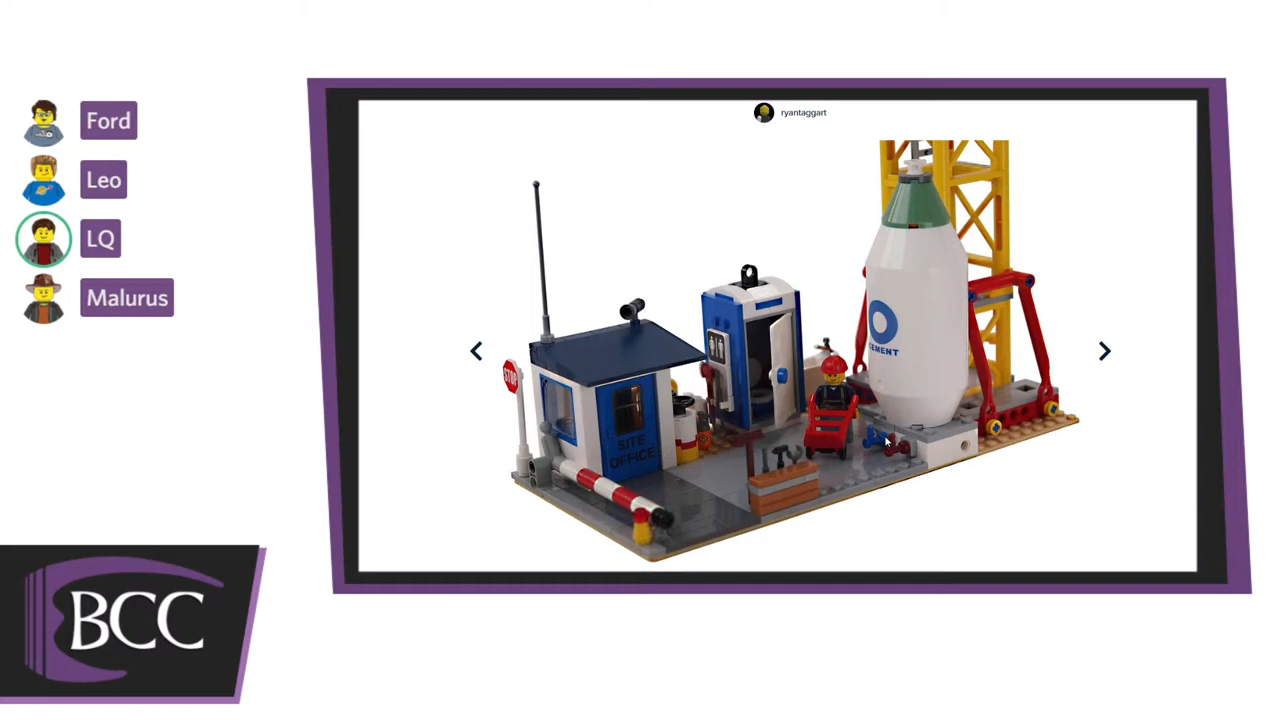 Ford
Leo
LQ
Malurus
BCC
ryantaggart
STOP
SITE
OFFICE
CEMENT